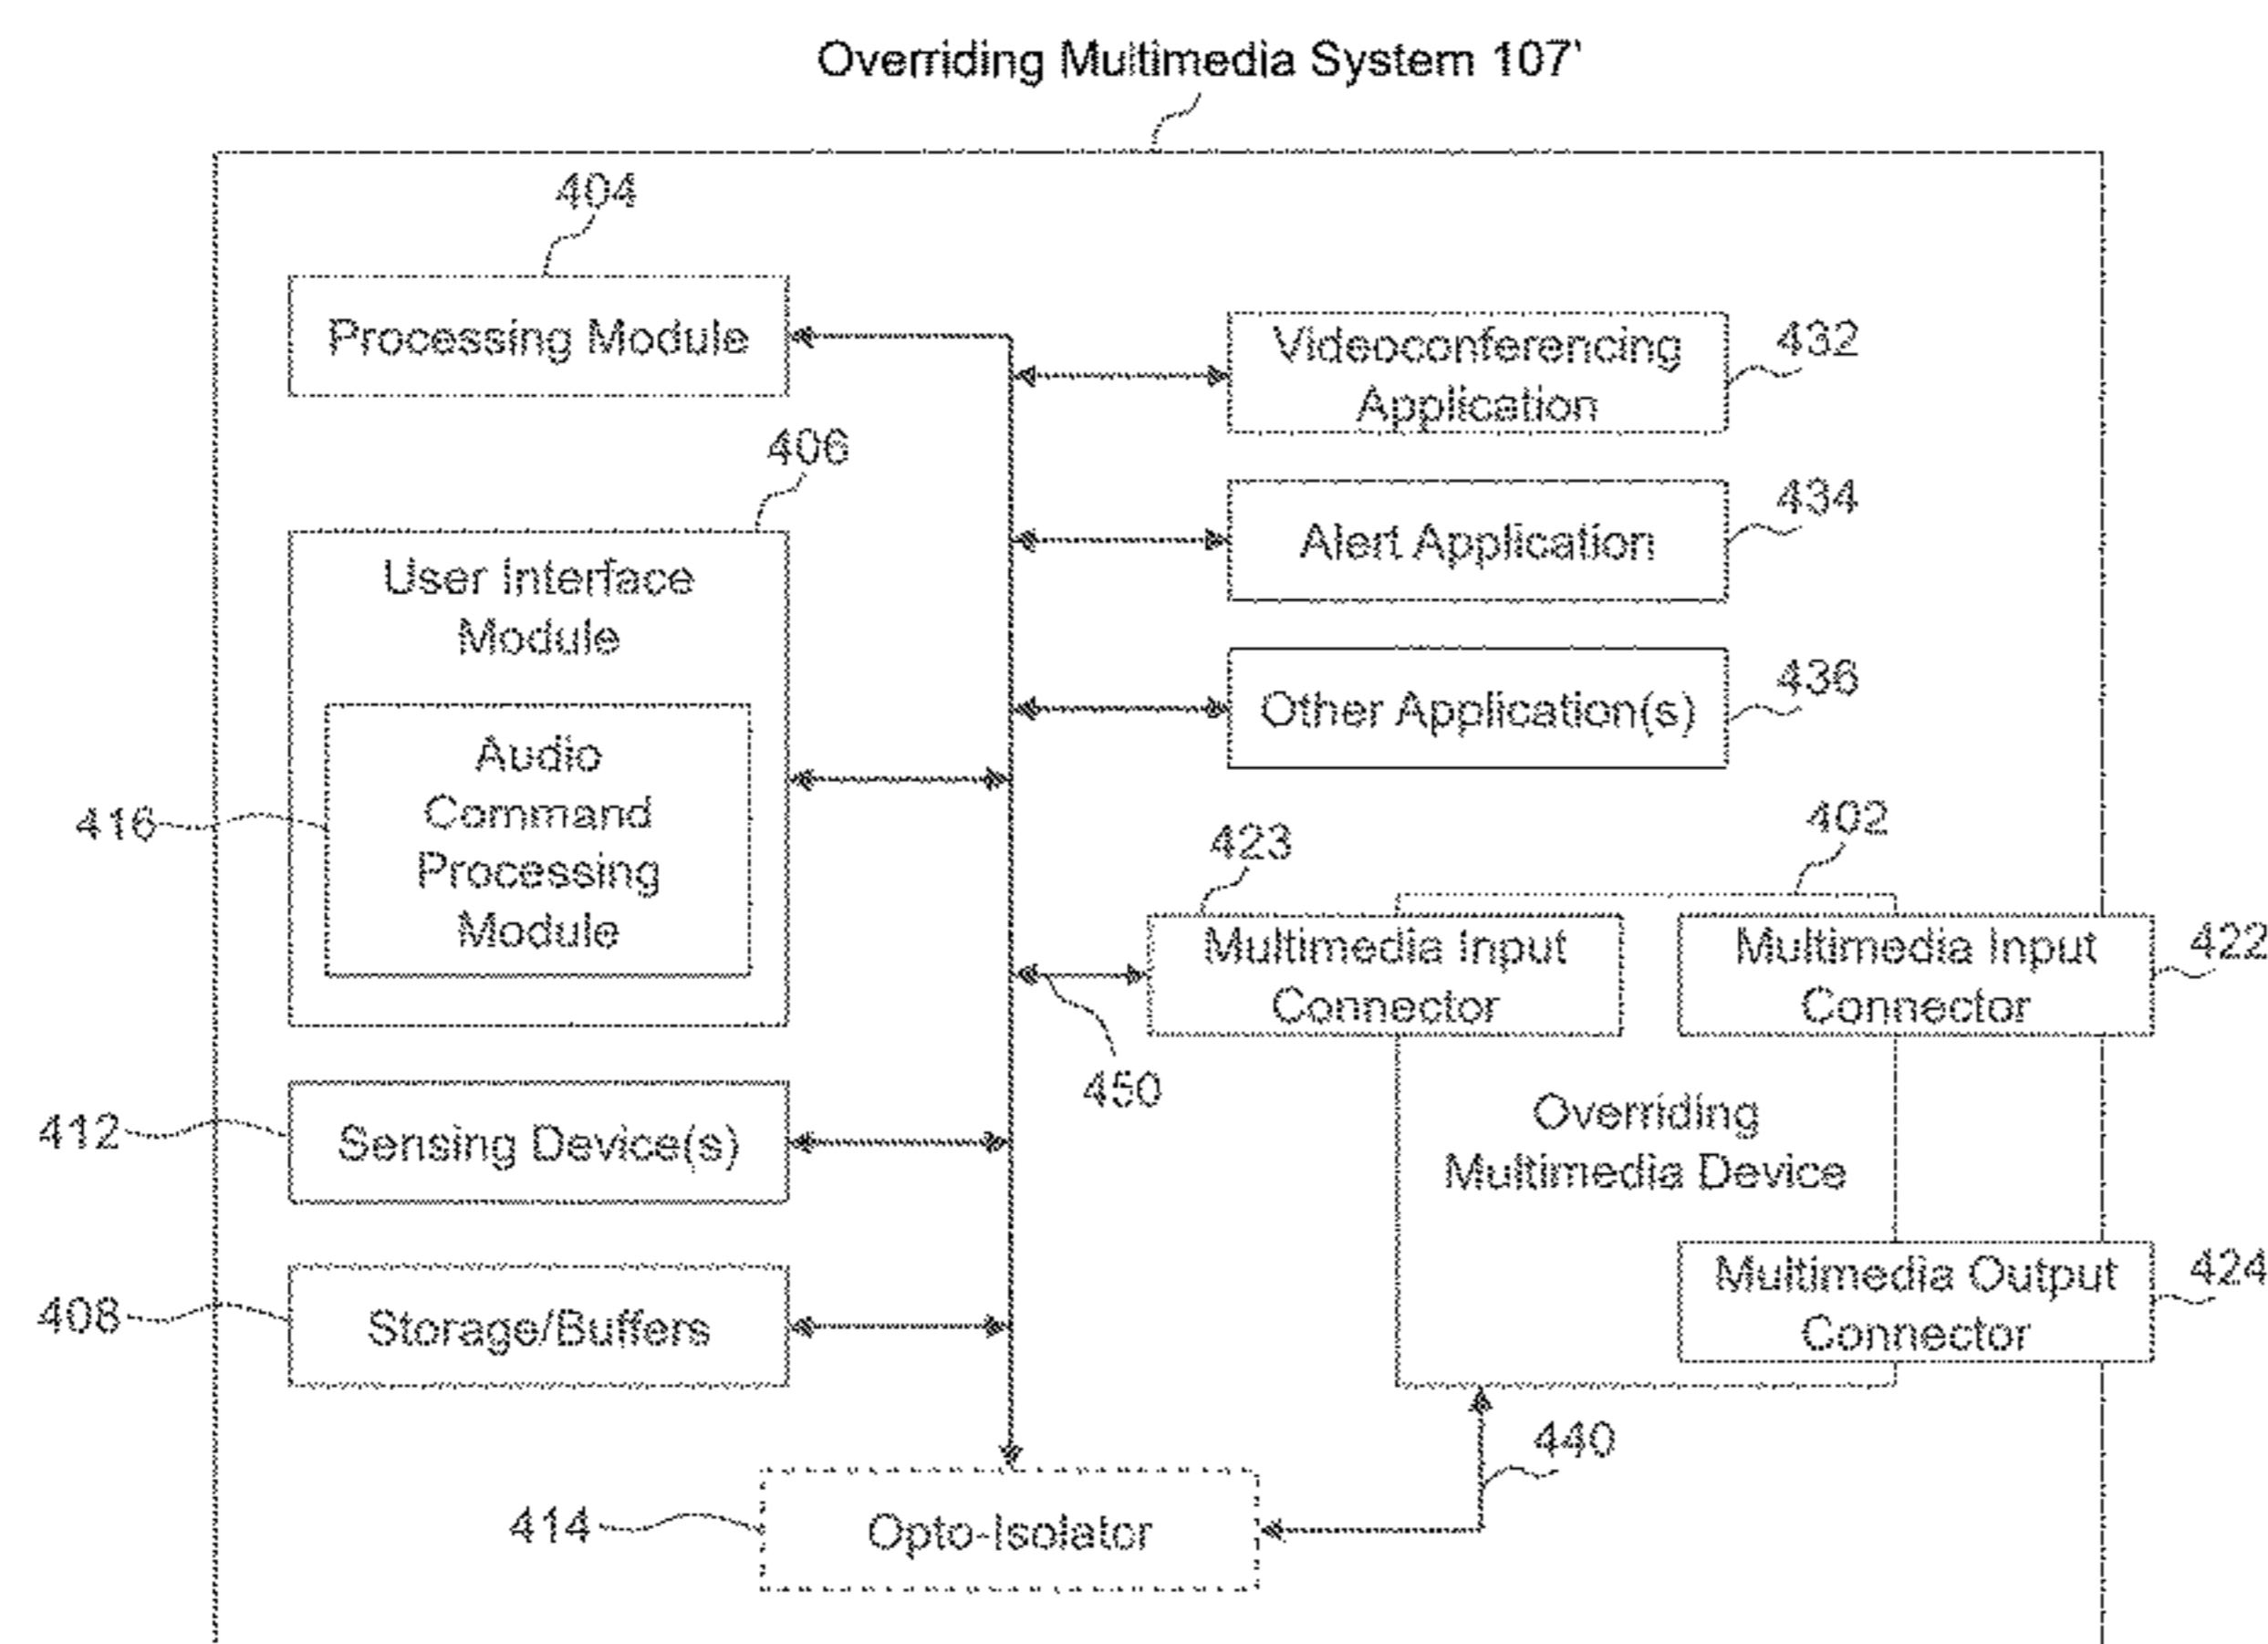 Overriding Multimedia System 107'
404
Processing Module
Videoconferencing
Application
432
406
434
Alert Application
User Interface
Module
436
Other Application(s)
Audio
Command
Processing
Module
416
402
423
Multimedia Input
Connector
Multimedia Input
Connector
422
450
Overriding
Multimedia Device
412
Sensing Device(s)
408
Storage/Buffers
Multimedia Output
Connector
424
440
414
Opto-Isolator